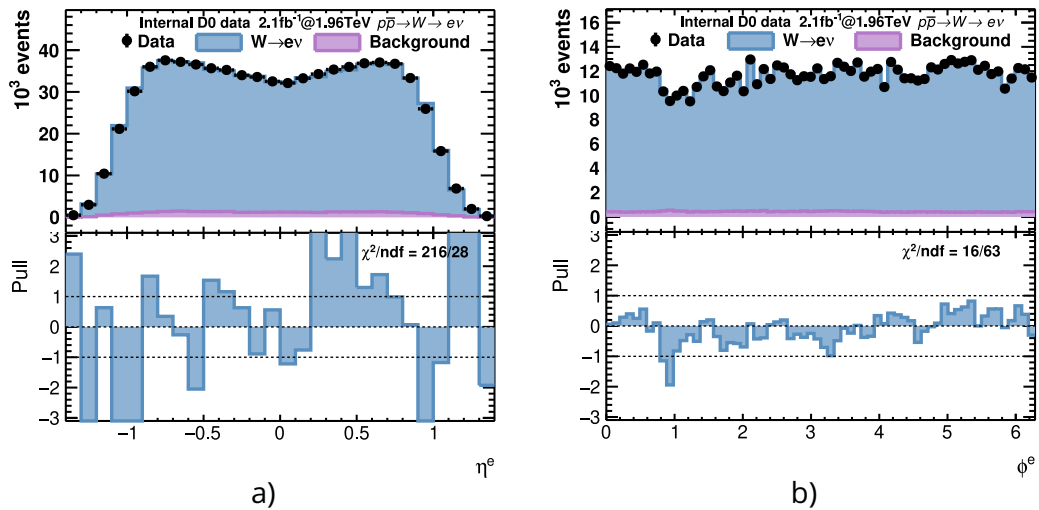 Internal D0 data 2.1fb⁻¹@1.96TeV pp̅→W→ eν
Data W→eν Background
10³ events
50
40
30
20
10
0
χ²/ndf = 216/28
Pull
3
2
1
0
−1
−2
−3
−1 −0.5 0 0.5 1
ηᵉ
a)
Internal D0 data 2.1fb⁻¹@1.96TeV pp̅→W→ eν
Data W→eν Background
10³ events
16
14
12
10
8
6
4
2
0
χ²/ndf = 16/63
Pull
3
2
1
0
−1
−2
−3
0 1 2 3 4 5 6
ϕᵉ
b)